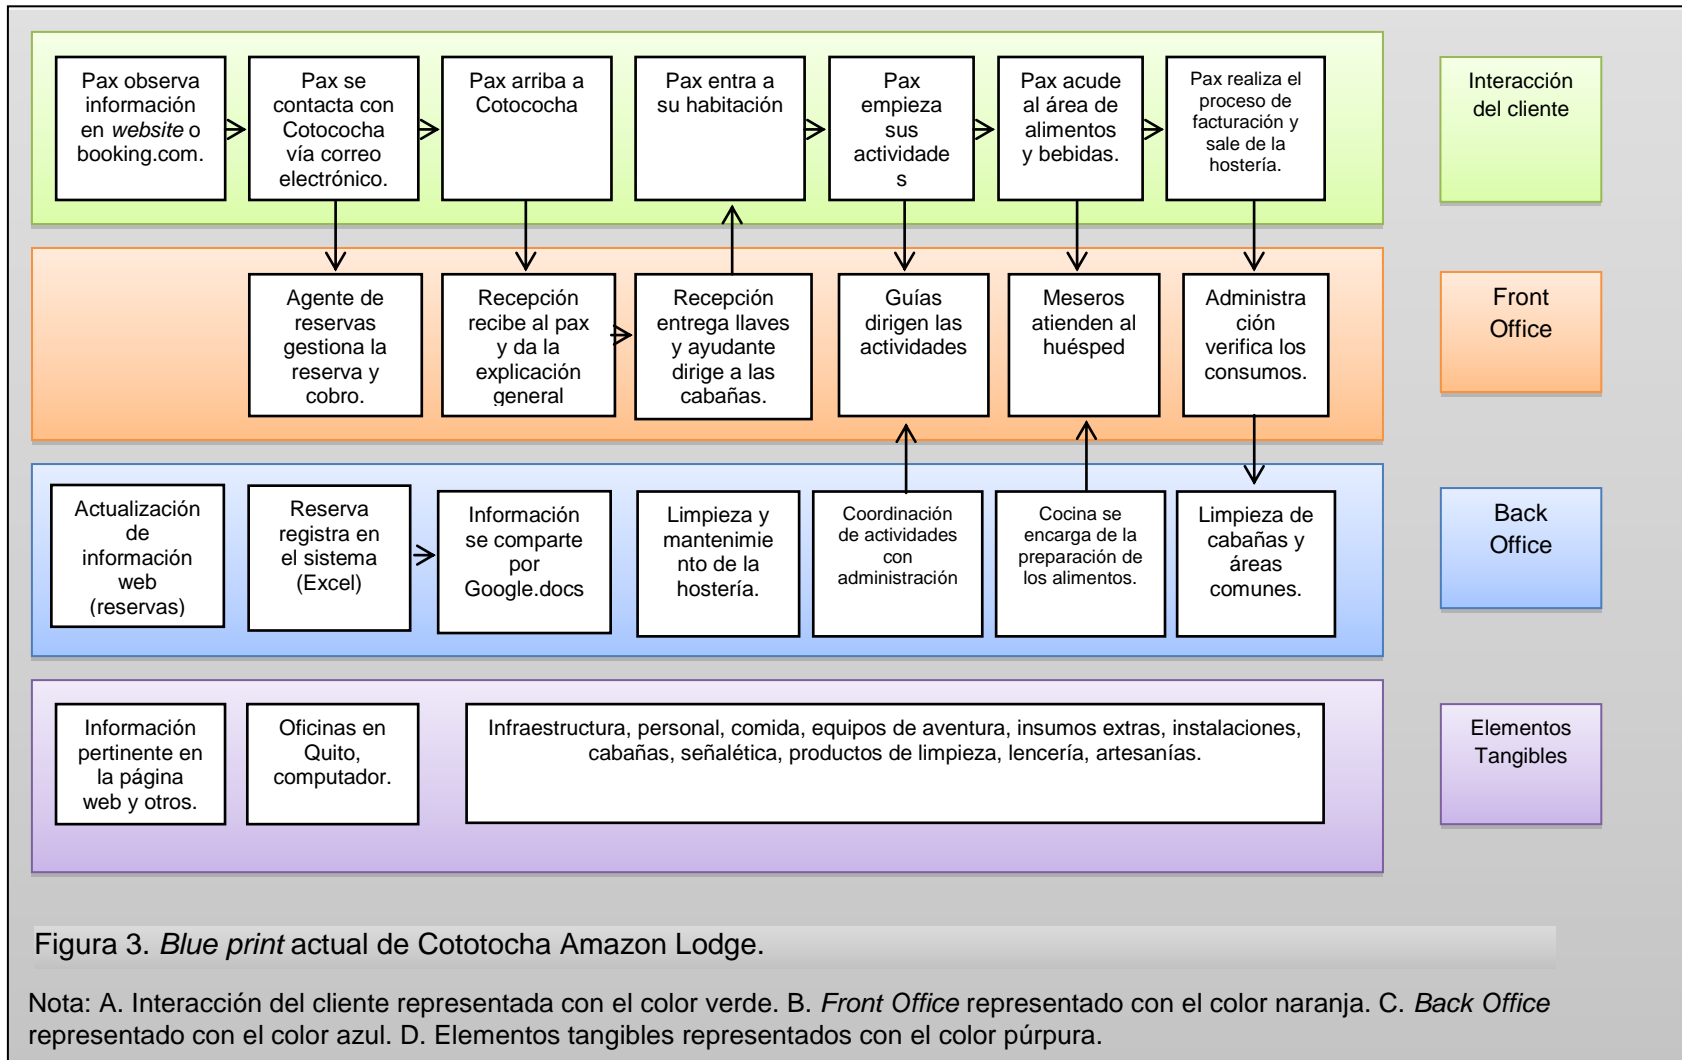 Pax observa
información
en website o
booking.com.
Pax se
contacta con
Cotococha
vía correo
electrónico.
Pax arriba a
Cotococha
Pax entra a
su habitación
Pax
empieza
sus
actividade
s
Pax acude
al área de
alimentos
y bebidas.
Pax realiza el
proceso de
facturación y
sale de la
hostería.
Interacción
del cliente
Agente de
reservas
gestiona la
reserva y
cobro.
Recepción
recibe al pax
y da la
explicación
general
Recepción
entrega llaves
y ayudante
dirige a las
cabañas.
Guías
dirigen las
actividades
Meseros
atienden al
huésped
Administra
ción
verifica los
consumos.
Front
Office
Actualización
de
información
web
(reservas)
Reserva
registra en
el sistema
(Excel)
Información
se comparte
por
Google.docs
Limpieza y
mantenimie
nto de la
hostería.
Coordinación
de actividades
con
administración
Cocina se
encarga de la
preparación de
los alimentos.
Limpieza de
cabañas y
áreas
comunes.
Back
Office
Información
pertinente en
la página
web y otros.
Oficinas en
Quito,
computador.
Infraestructura, personal, comida, equipos de aventura, insumos extras, instalaciones,
cabañas, señalética, productos de limpieza, lencería, artesanías.
Elementos
Tangibles
Figura 3. Blue print actual de Cototocha Amazon Lodge.
Nota: A. Interacción del cliente representada con el color verde. B. Front Office representado con el color naranja. C. Back Office
representado con el color azul. D. Elementos tangibles representados con el color púrpura.